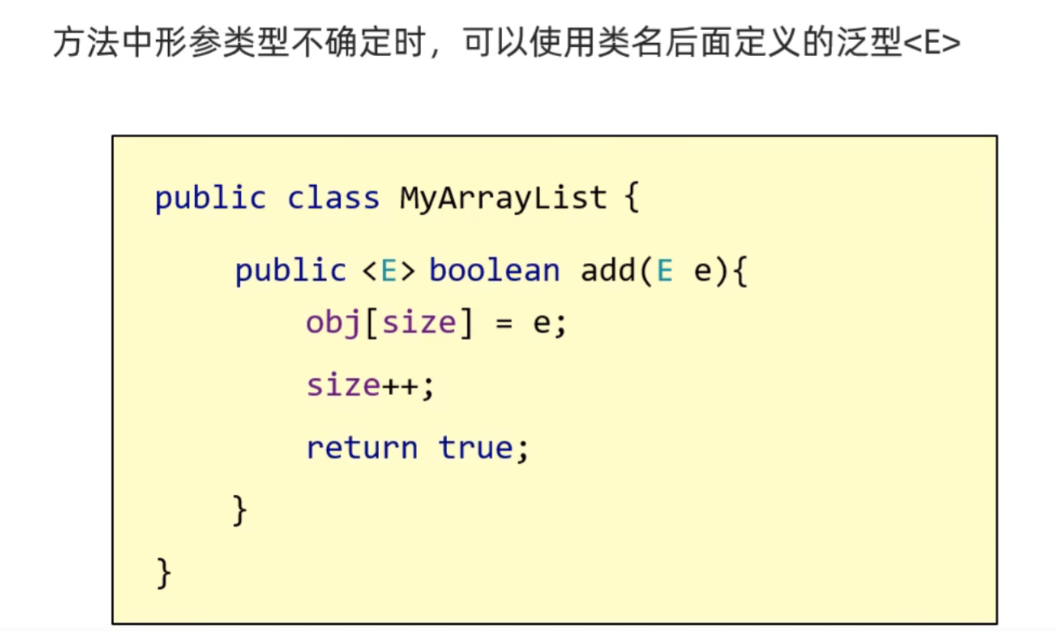 方法中形参类型不确定时，可以使用类名后面定义的泛型<E>
public class MyArrayList {
public <E> boolean add(E e){
obj[size] = e;
size++;
return true;
}
}